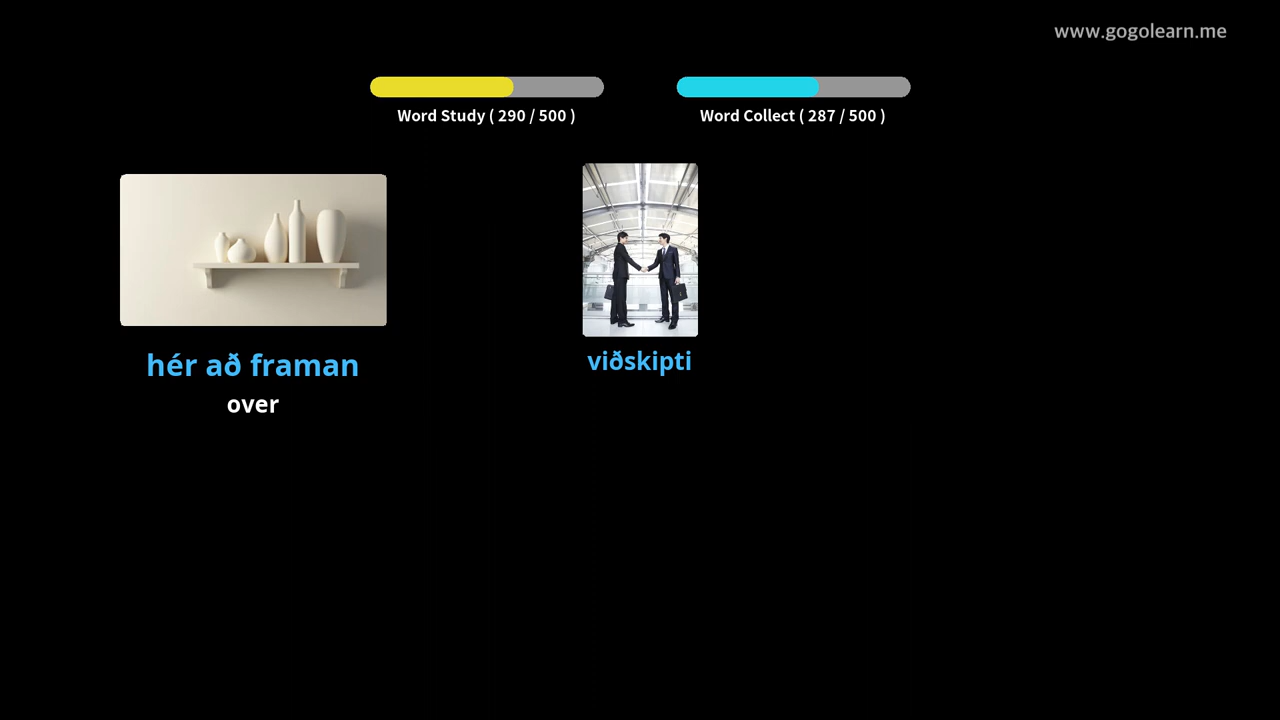 www.gogolearn.me
Word Study ( 290 / 500 )
Word Collect ( 287 / 500 )
hér að framan
over
viðskipti